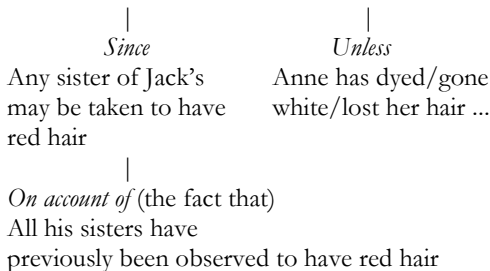 Since
Any sister of Jack's
may be taken to have
red hair
Unless
Anne has dyed/gone
white/lost her hair ...
On account of (the fact that)
All his sisters have
previously been observed to have red hair